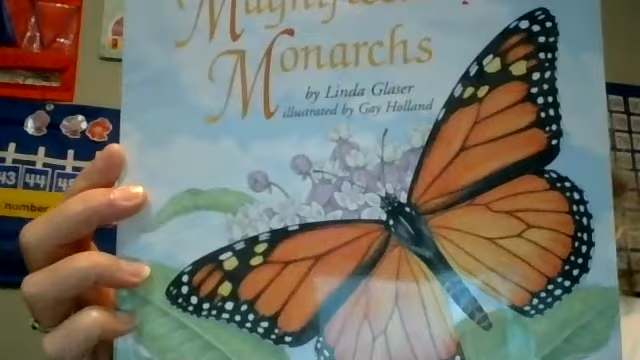 Monarchs
by Linda Glaser
illustrated by Gay Holland
43 44
number